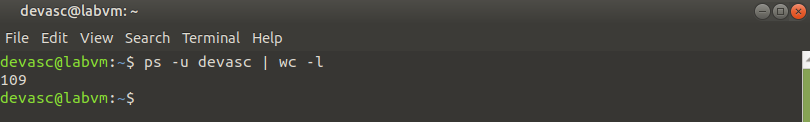 devasc@labvm: ~
File Edit View Search Terminal Help
devasc@labvm:~$ ps -u devasc | wc -l
109
devasc@labvm:~$